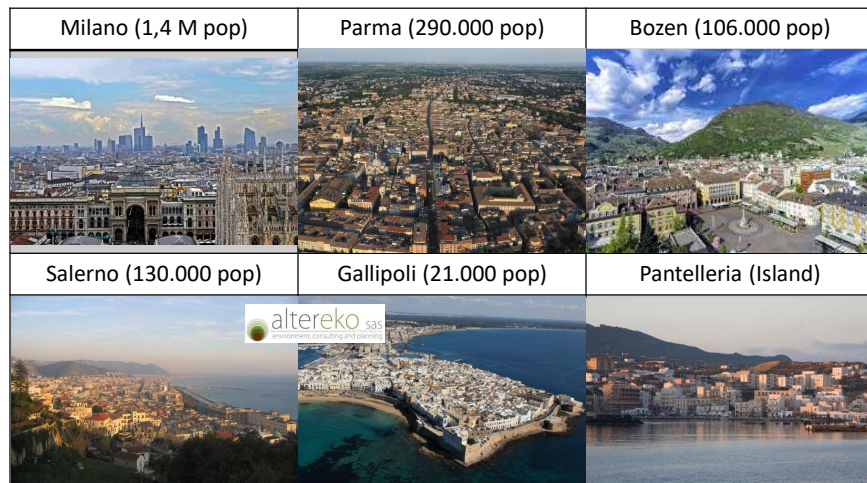 Milano (1,4 M pop)
Parma (290.000 pop)
Bozen (106.000 pop)
Salerno (130.000 pop)
Gallipoli (21.000 pop)
Pantelleria (Island)
altereko sas
environment, consulting and planning